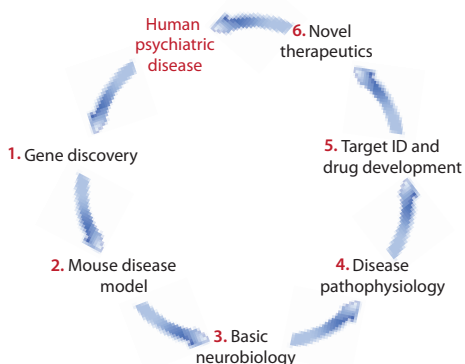 Human
psychiatric
disease
1. Gene discovery
2. Mouse disease
model
3. Basic
neurobiology
4. Disease
pathophysiology
5. Target ID and
drug development
6. Novel
therapeutics